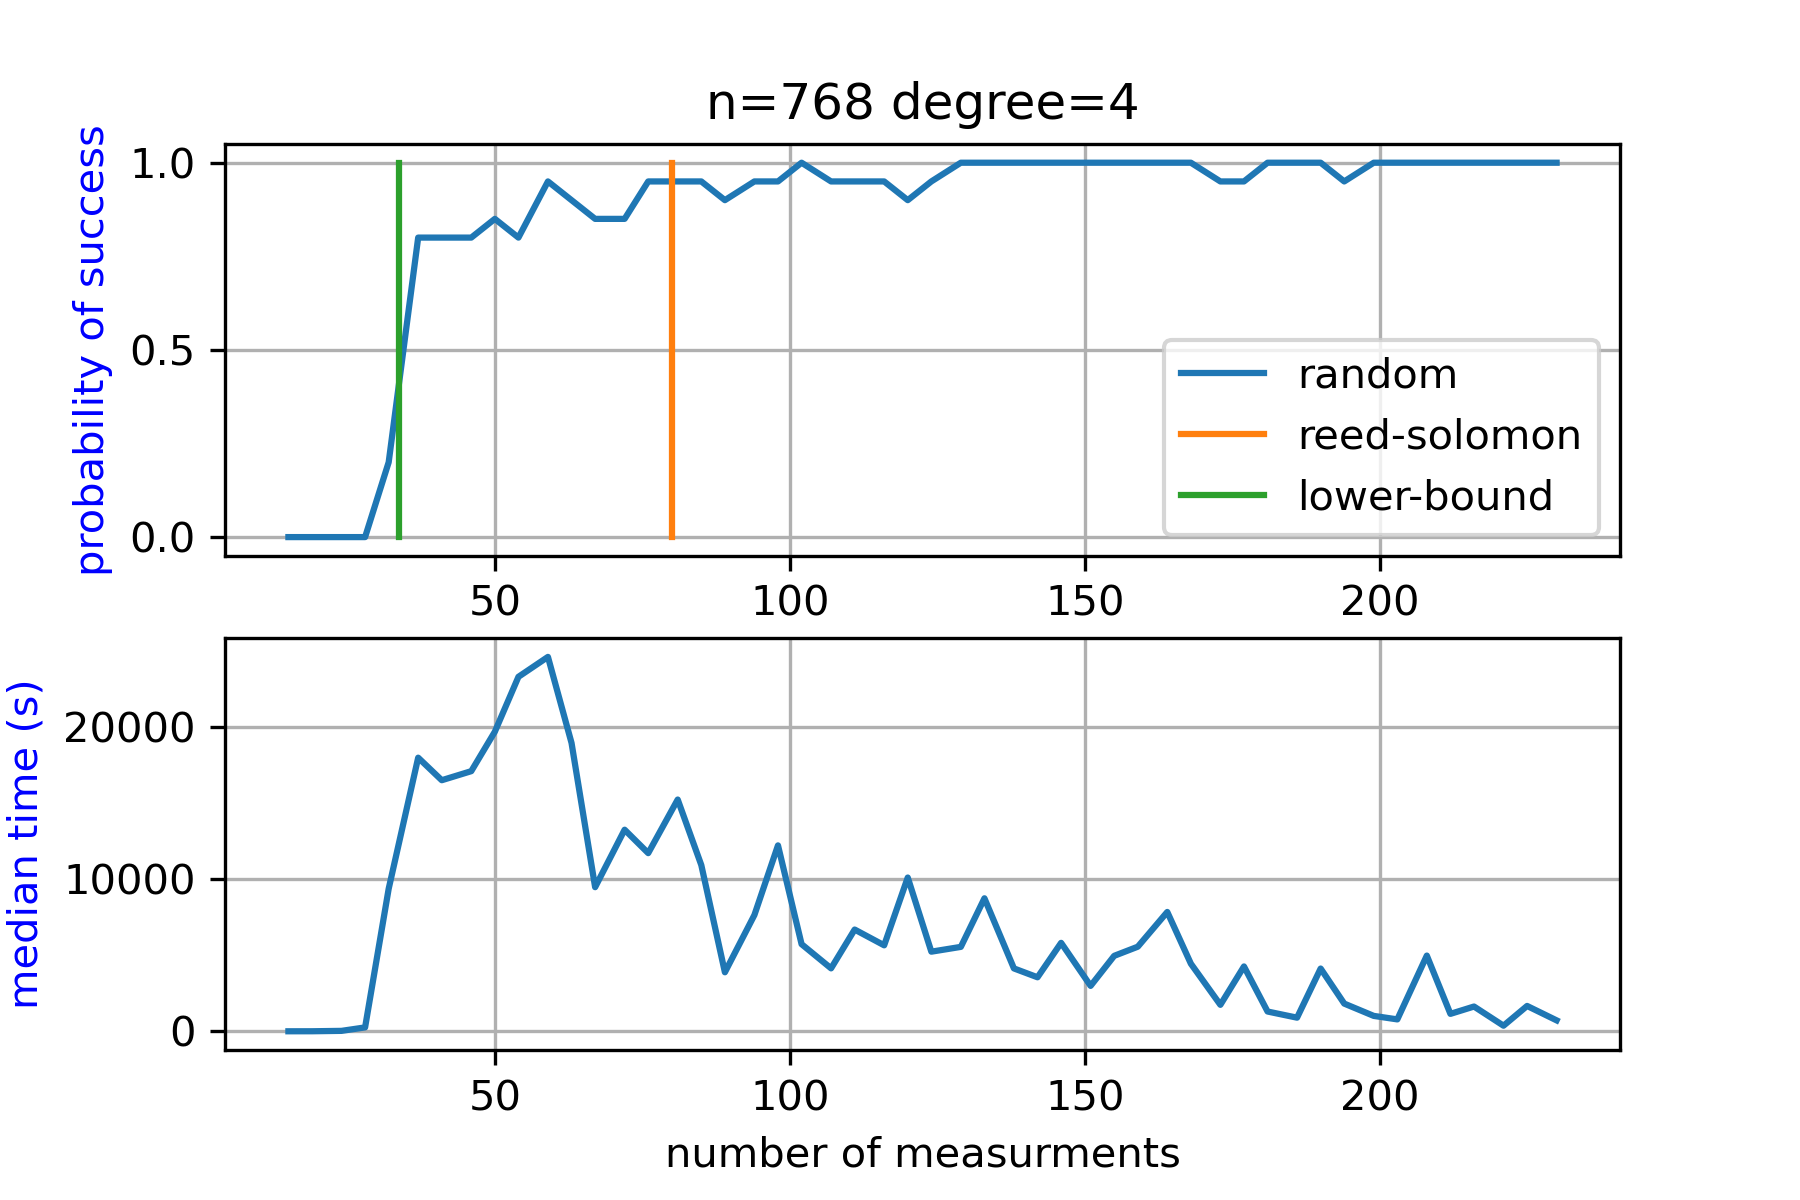 n=768 degree=4
probability of success
1.0
0.5
0.0
random
reed-solomon
lower-bound
50 100 150 200
median time (s)
20000
10000
0
50 100 150 200
number of measurments